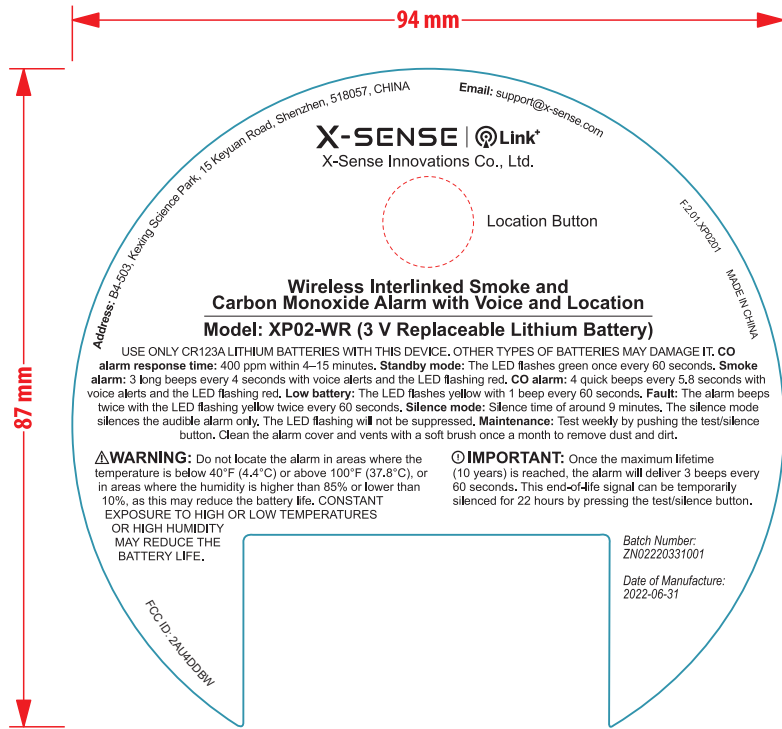 94 mm
87 mm
Address: B4-503, Kexing Science Park, 15 Keyuan Road, Shenzhen, 518057, CHINA
Email: support@x-sense.com
X-SENSE | Link+
X-Sense Innovations Co., Ltd.
Location Button
F.2.01.XP0201
MADE IN CHINA
Wireless Interlinked Smoke and
Carbon Monoxide Alarm with Voice and Location
Model: XP02-WR (3 V Replaceable Lithium Battery)
USE ONLY CR123A LITHIUM BATTERIES WITH THIS DEVICE. OTHER TYPES OF BATTERIES MAY DAMAGE IT. CO
alarm response time: 400 ppm within 4–15 minutes. Standby mode: The LED flashes green once every 60 seconds. Smoke
alarm: 3 long beeps every 4 seconds with voice alerts and the LED flashing red. CO alarm: 4 quick beeps every 5.8 seconds with
voice alerts and the LED flashing red. Low battery: The LED flashes yellow with 1 beep every 60 seconds. Fault: The alarm beeps
twice with the LED flashing yellow twice every 60 seconds. Silence mode: Silence time of around 9 minutes. The silence mode
silences the audible alarm only. The LED flashing will not be suppressed. Maintenance: Test weekly by pushing the test/silence
button. Clean the alarm cover and vents with a soft brush once a month to remove dust and dirt.
WARNING: Do not locate the alarm in areas where the
temperature is below 40°F (4.4°C) or above 100°F (37.8°C), or
in areas where the humidity is higher than 85% or lower than
10%, as this may reduce the battery life. CONSTANT
EXPOSURE TO HIGH OR LOW TEMPERATURES
OR HIGH HUMIDITY
MAY REDUCE THE
BATTERY LIFE.
IMPORTANT: Once the maximum lifetime
(10 years) is reached, the alarm will deliver 3 beeps every
60 seconds. This end-of-life signal can be temporarily
silenced for 22 hours by pressing the test/silence button.
Batch Number:
ZN02220331001
Date of Manufacture:
2022-06-31
FCC ID: 2AU4DDBW